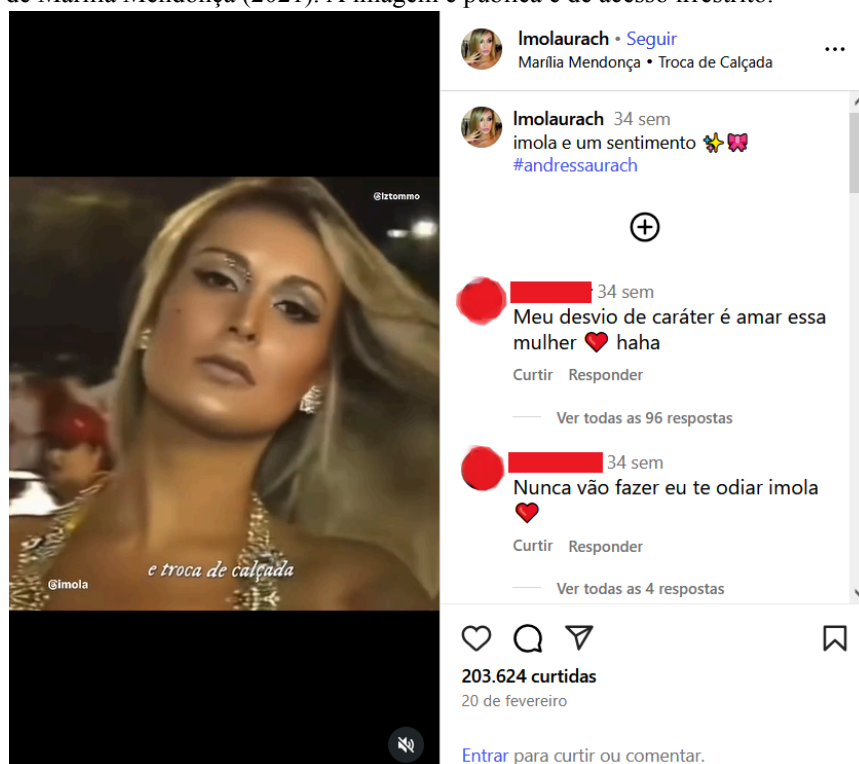 de Marília Mendonça (2021). A imagem é pública e de acesso irrestrito.
lmolaurach • Seguir
Marília Mendonça • Troca de Calçada
lmolaurach 34 sem
imola e um sentimento ✨🎀
#andressaurach
34 sem
Meu desvio de caráter é amar essa
mulher ❤️ haha
Curtir Responder
Ver todas as 96 respostas
34 sem
Nunca vão fazer eu te odiar imola
❤️
Curtir Responder
Ver todas as 4 respostas
203.624 curtidas
20 de fevereiro
Entrar para curtir ou comentar.
@lztommo
e troca de calçada
@imola